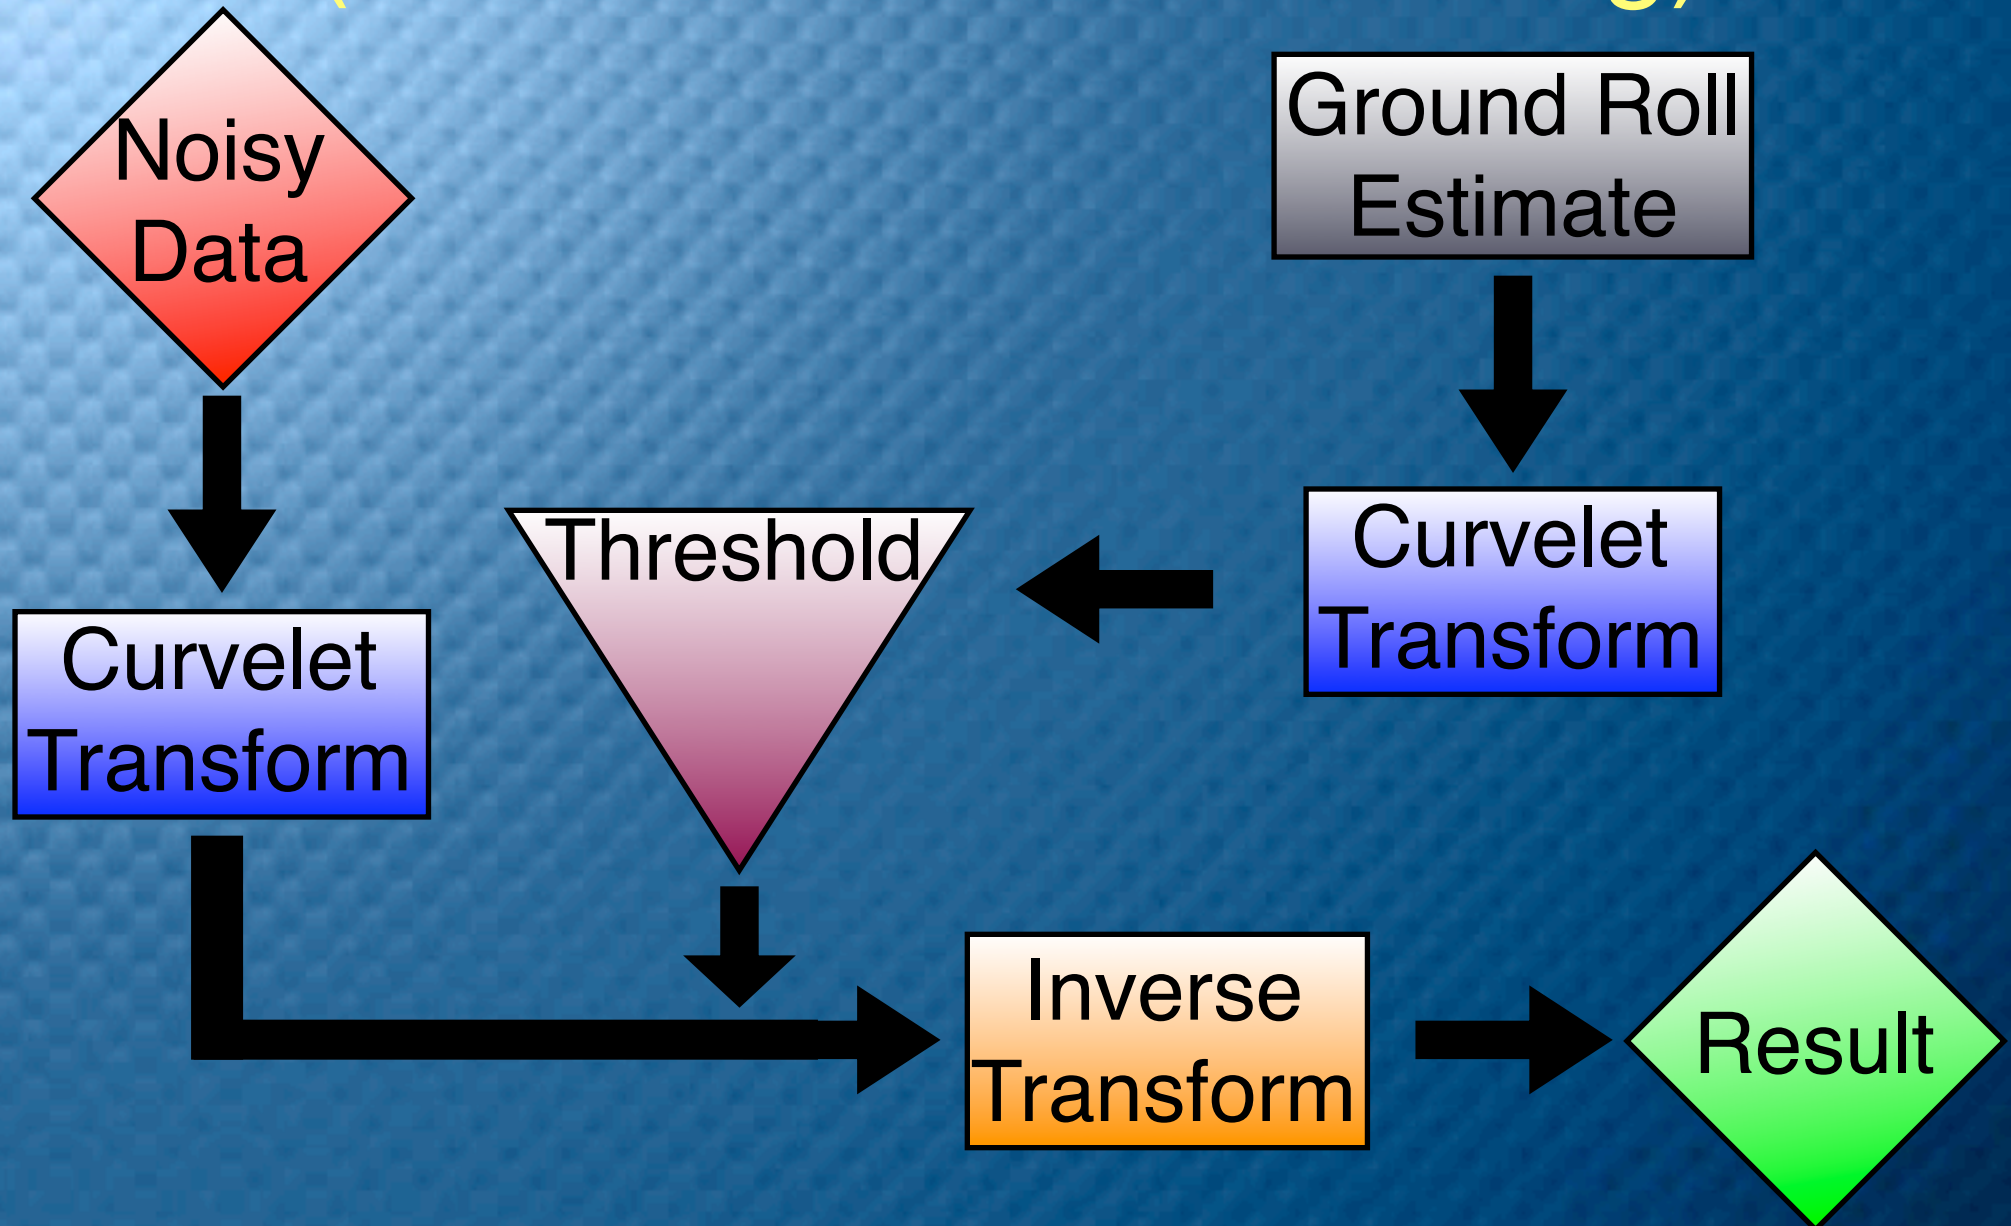 Noisy
Data
Ground Roll
Estimate
Curvelet
Transform
Threshold
Curvelet
Transform
Inverse
Transform
Result